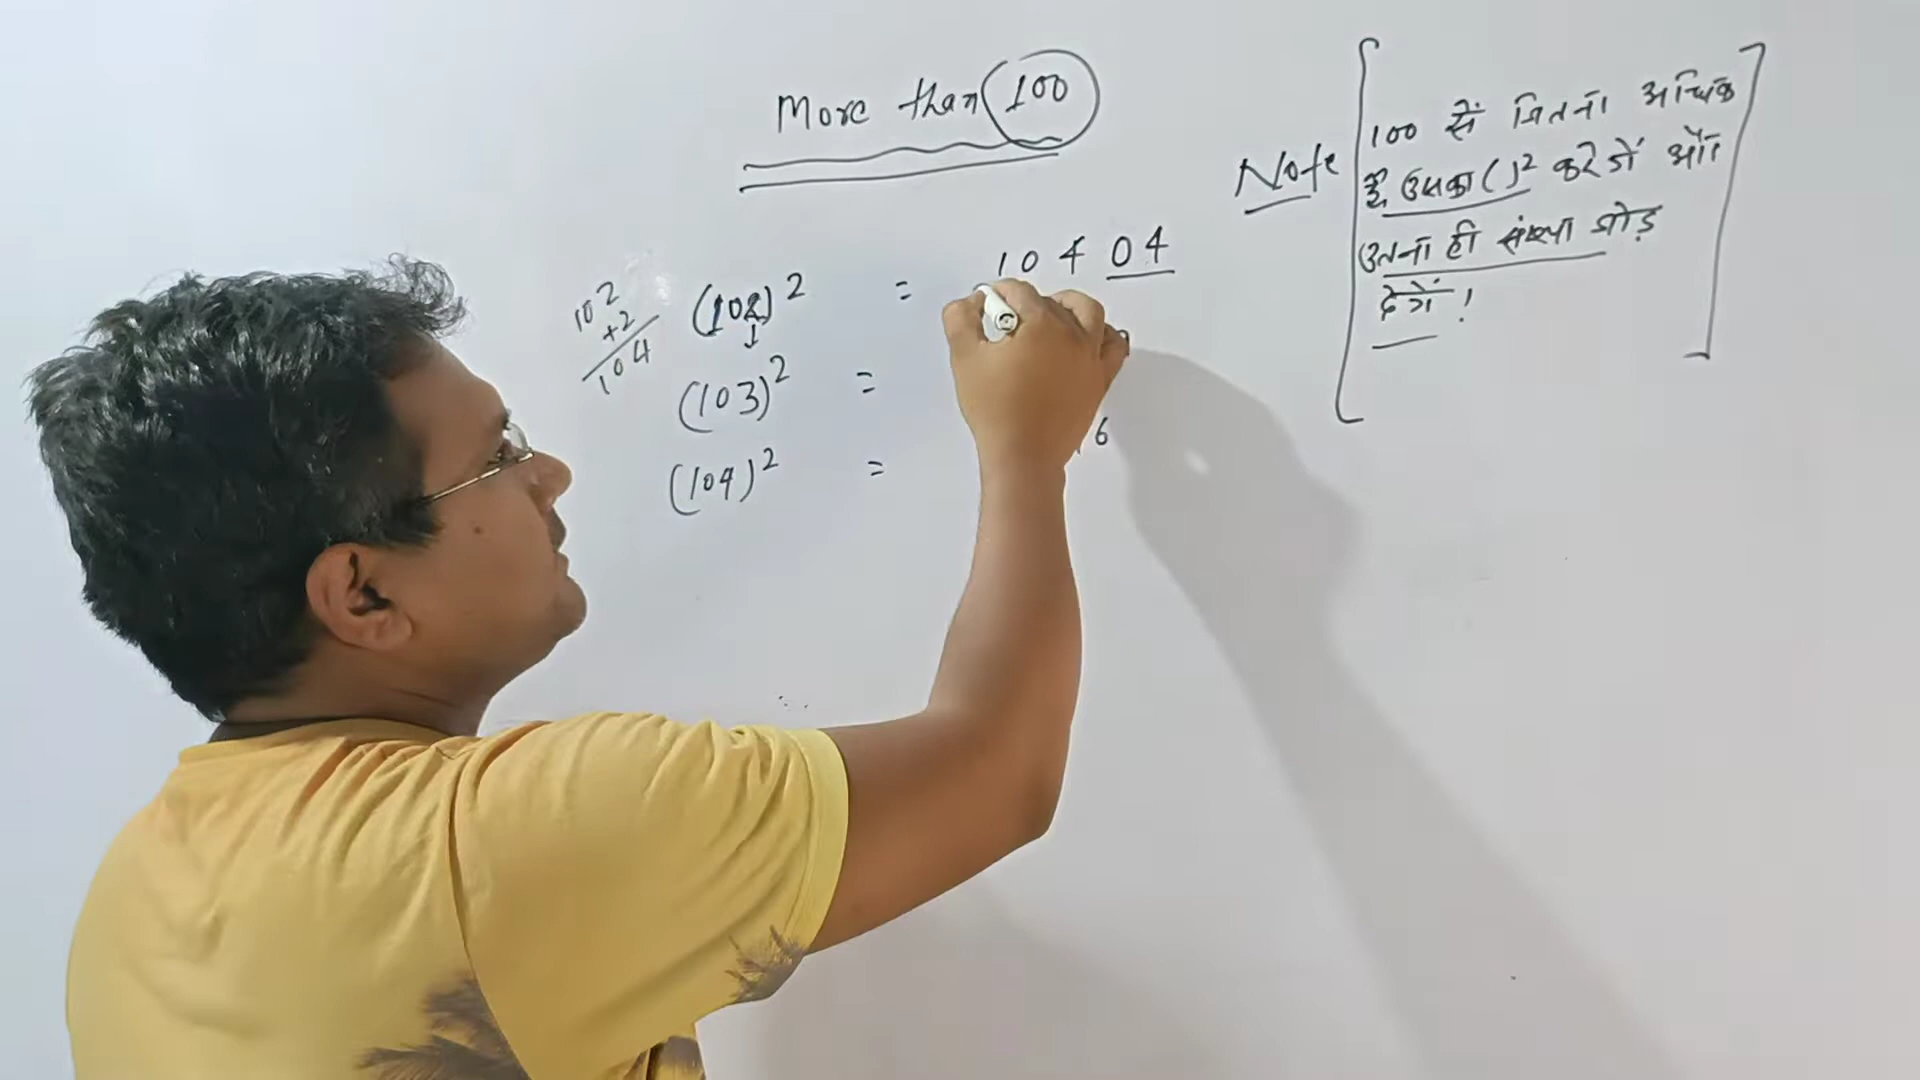 More than 100
Note
100 से जितना अधिक
है उसका ( )² करेगें और
उतना ही संख्या जोड़
देगें !
102
+2
104
(102)² = 10404
(103)² =
(104)² = 16